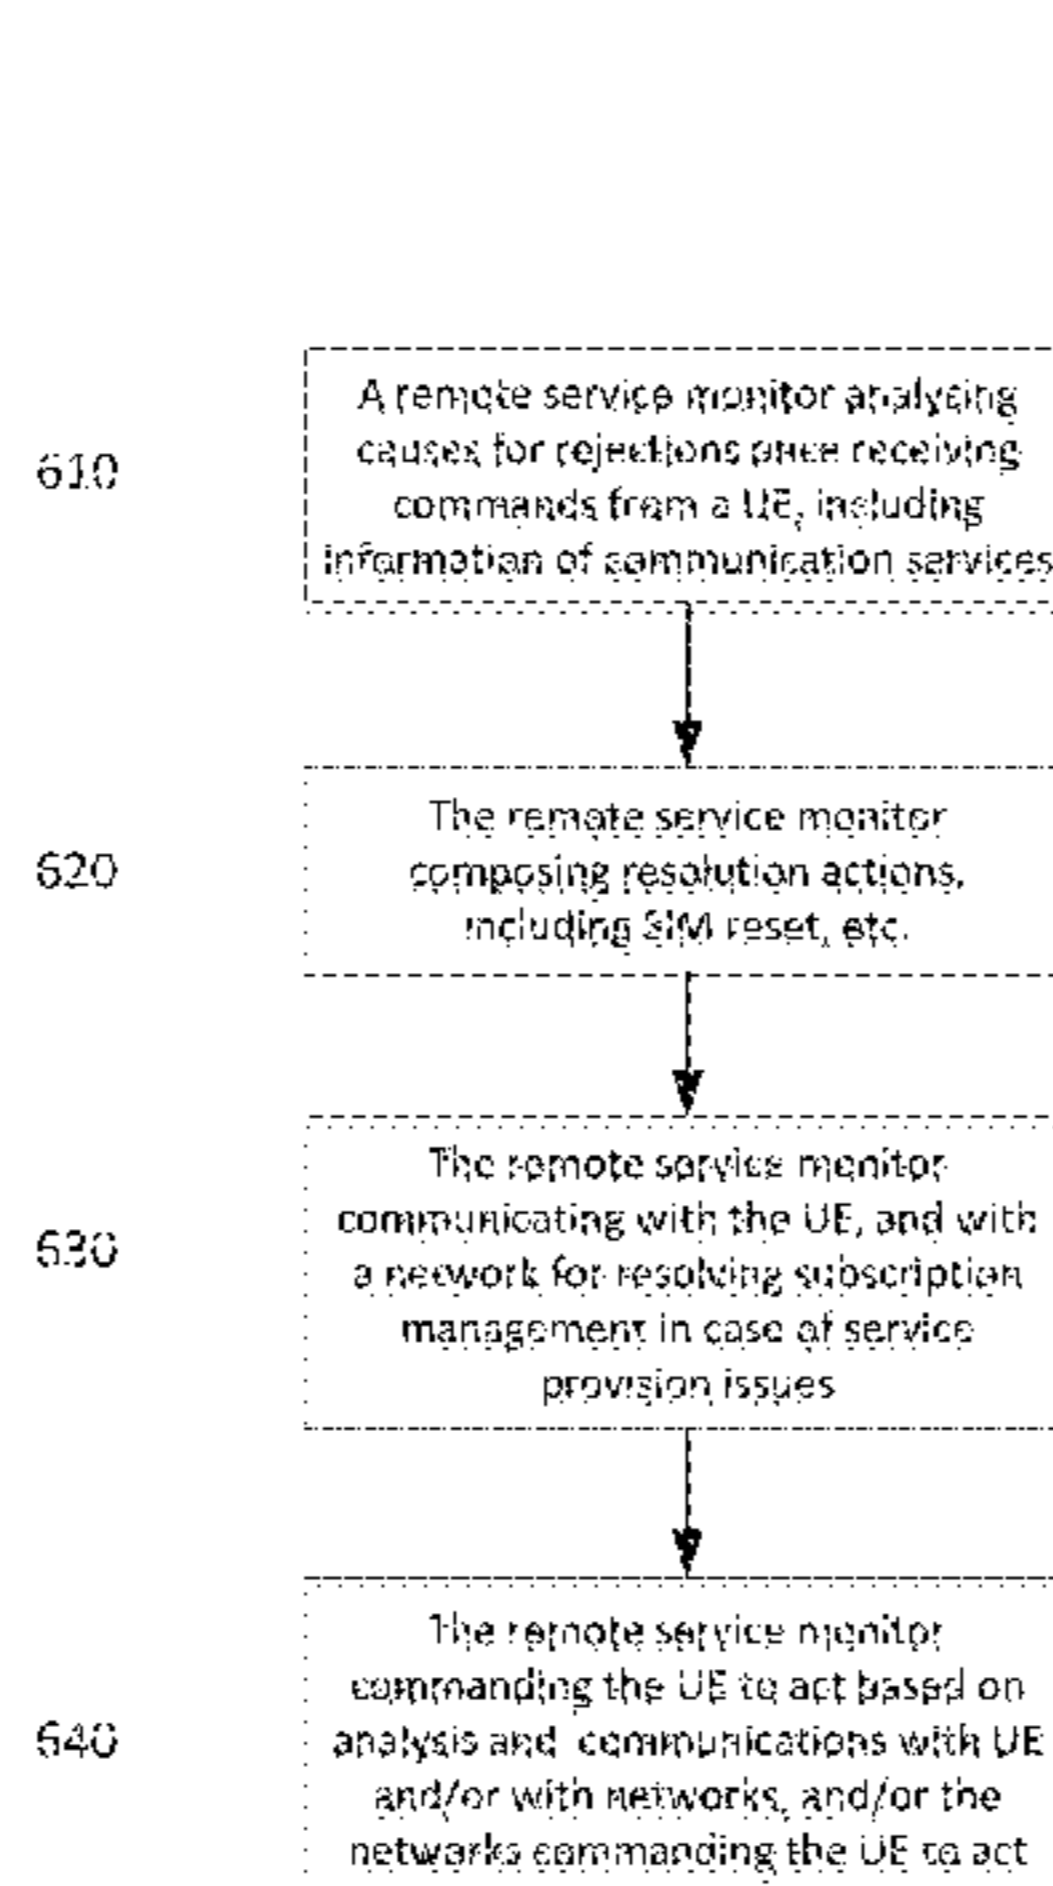 610
A remote service monitor analyzing
causes for rejections once receiving
commands from a UE, including
information of communication services
620
The remote service monitor
composing resolution actions,
including SIM reset, etc.
630
The remote service monitor
communicating with the UE, and with
a network for resolving subscription
management in case of service
provision issues
640
The remote service monitor
commanding the UE to act based on
analysis and communications with UE
and/or with networks, and/or the
networks commanding the UE to act